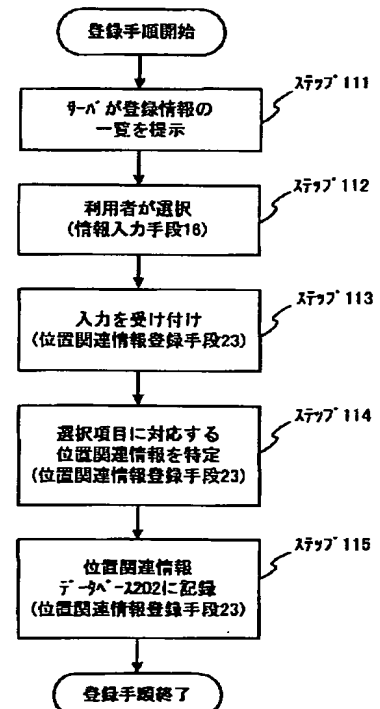 登録手順開始
ステップ111
サーバが登録情報の
一覧を提示
ステップ112
利用者が選択
(情報入力手段16)
ステップ113
入力を受け付け
(位置関連情報登録手段23)
ステップ114
選択項目に対応する
位置関連情報を特定
(位置関連情報登録手段23)
ステップ115
位置関連情報
データベース202に記録
(位置関連情報登録手段23)
登録手順終了